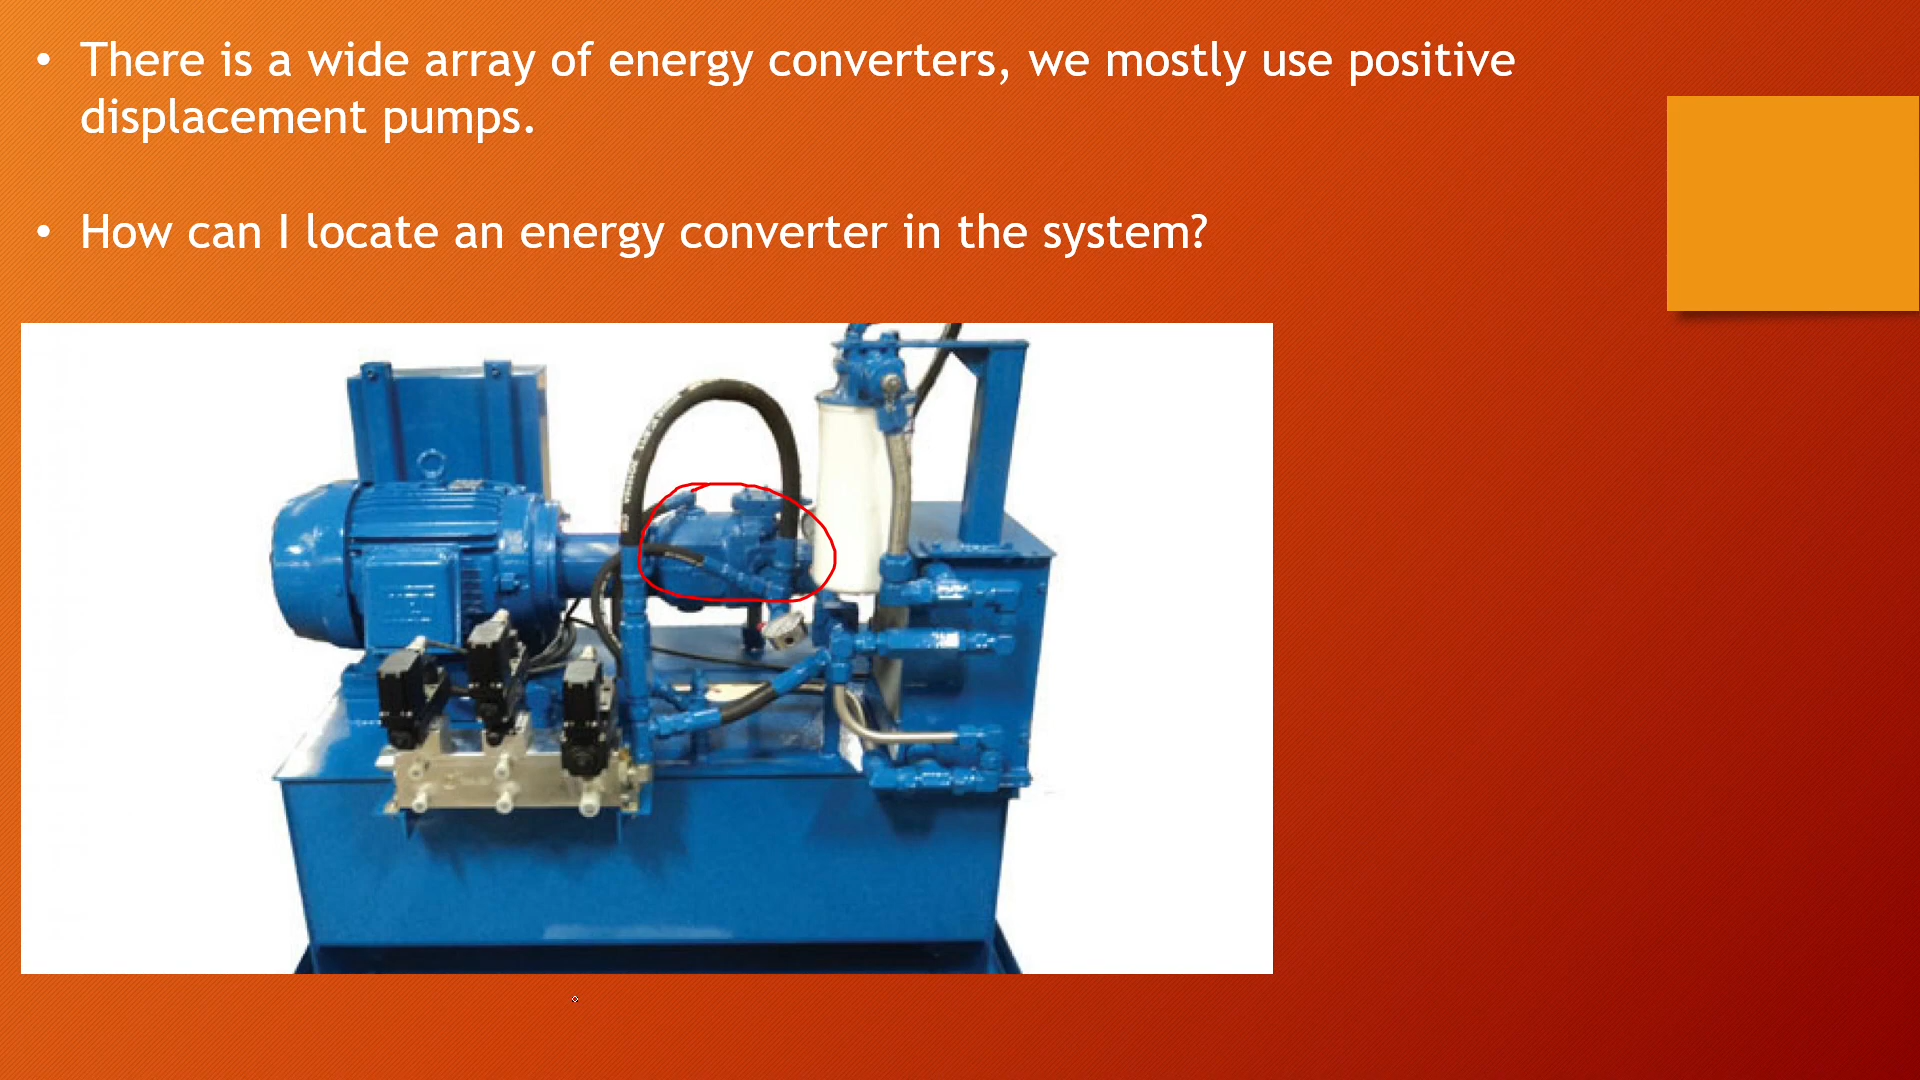 • There is a wide array of energy converters, we mostly use positive
displacement pumps.
• How can I locate an energy converter in the system?